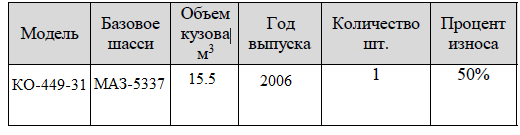 Модель Базовое шасси Объем кузова м³ Год выпуска Количество шт. Процент износа
КО-449-31 МАЗ-5337 15.5 2006 1 50%